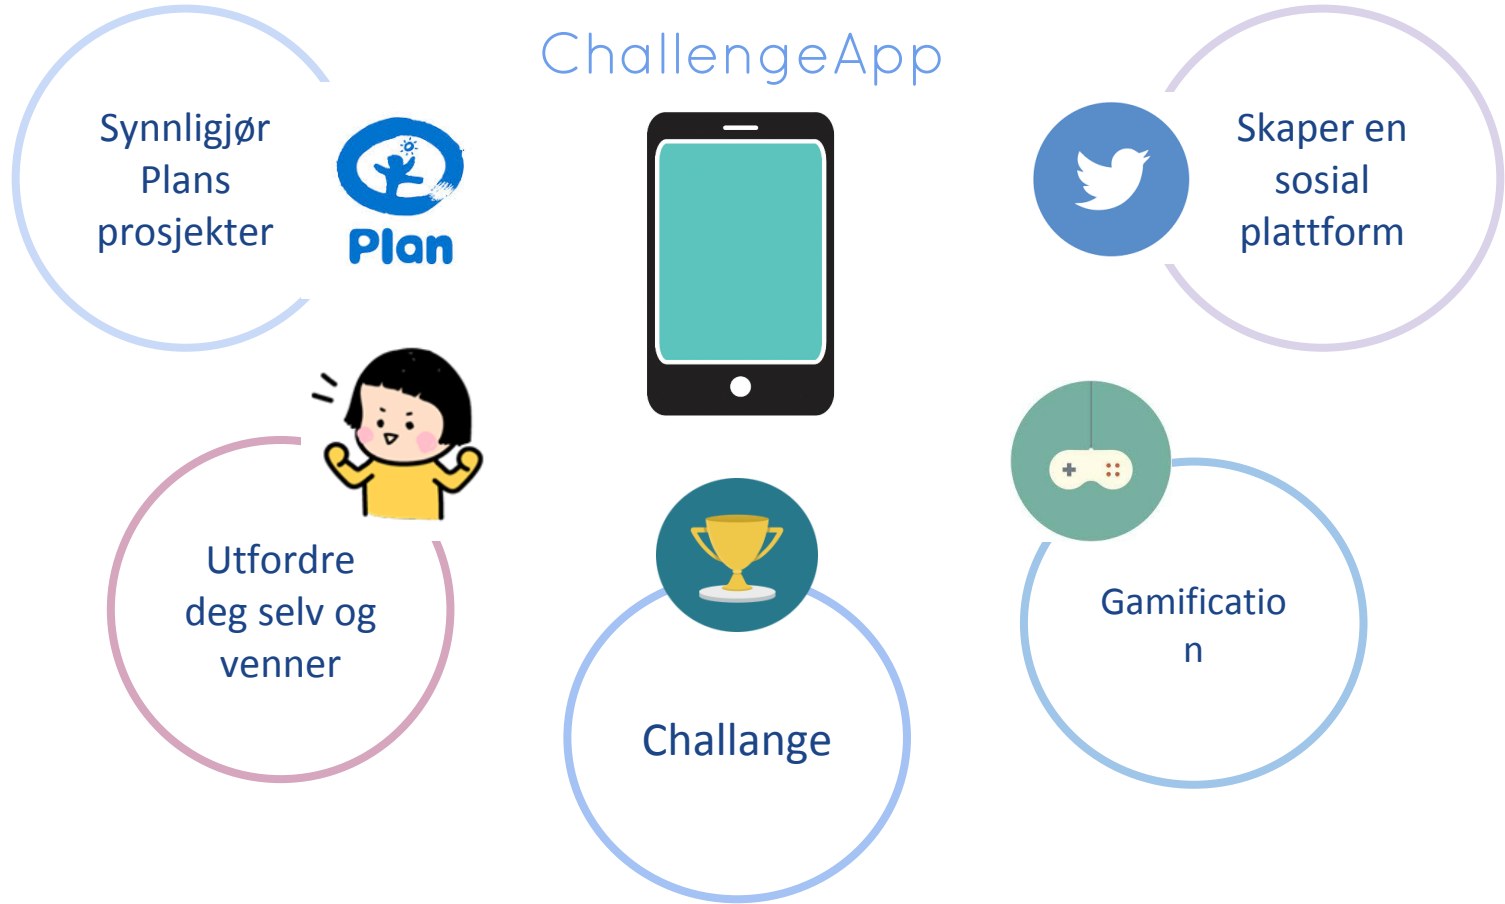 ChallengeApp
Synnligjør
Plans
prosjekter
Plan
Skaper en
sosial
plattform
Utfordre
deg selv og
venner
Challange
Gamificatio
n